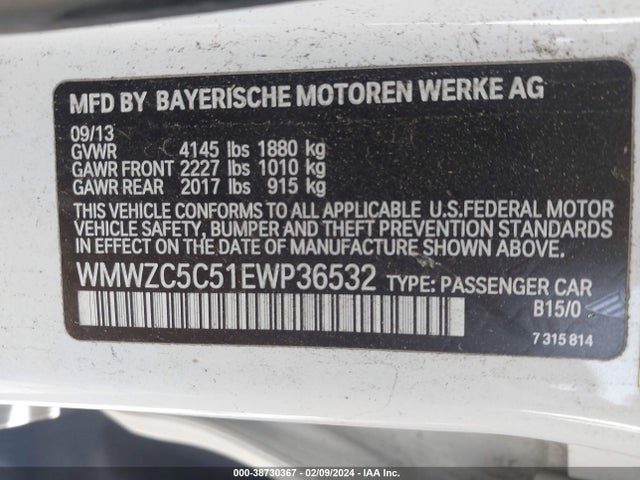 MFD BY BAYERISCHE MOTOREN WERKE AG
09/13
GVWR 4145 lbs 1880 kg
GAWR FRONT 2227 lbs 1010 kg
GAWR REAR 2017 lbs 915 kg
THIS VEHICLE CONFORMS TO ALL APPLICABLE U.S.FEDERAL MOTOR
VEHICLE SAFETY, BUMPER AND THEFT PREVENTION STANDARDS
IN EFFECT ON THE DATE OF MANUFACTURE SHOWN ABOVE.
WMWZC5C51EWP36532 TYPE: PASSENGER CAR
B15/0
7 315 814
000-38730367 - 02/09/2024 - IAA Inc.